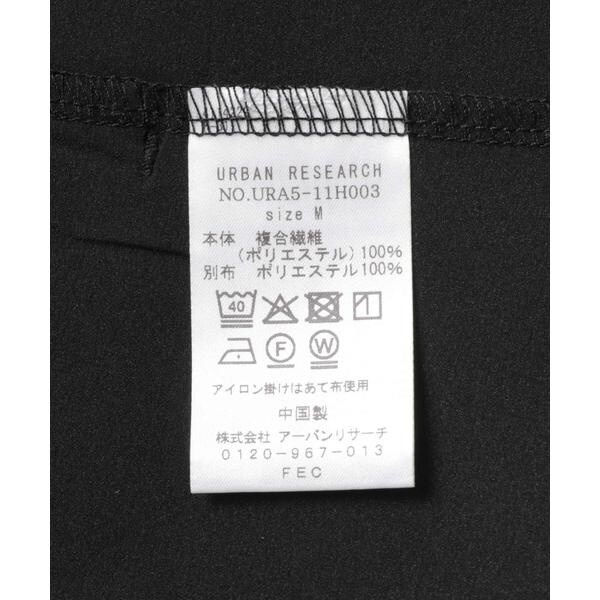 URBAN RESEARCH
NO.URA5-11H003
size M
本体 複合繊維
(ポリエステル)100%
別布 ポリエステル100%
40
F W
アイロン掛けはあて布使用
中国製
株式会社 アーバンリサーチ
0120-967-013
FEC